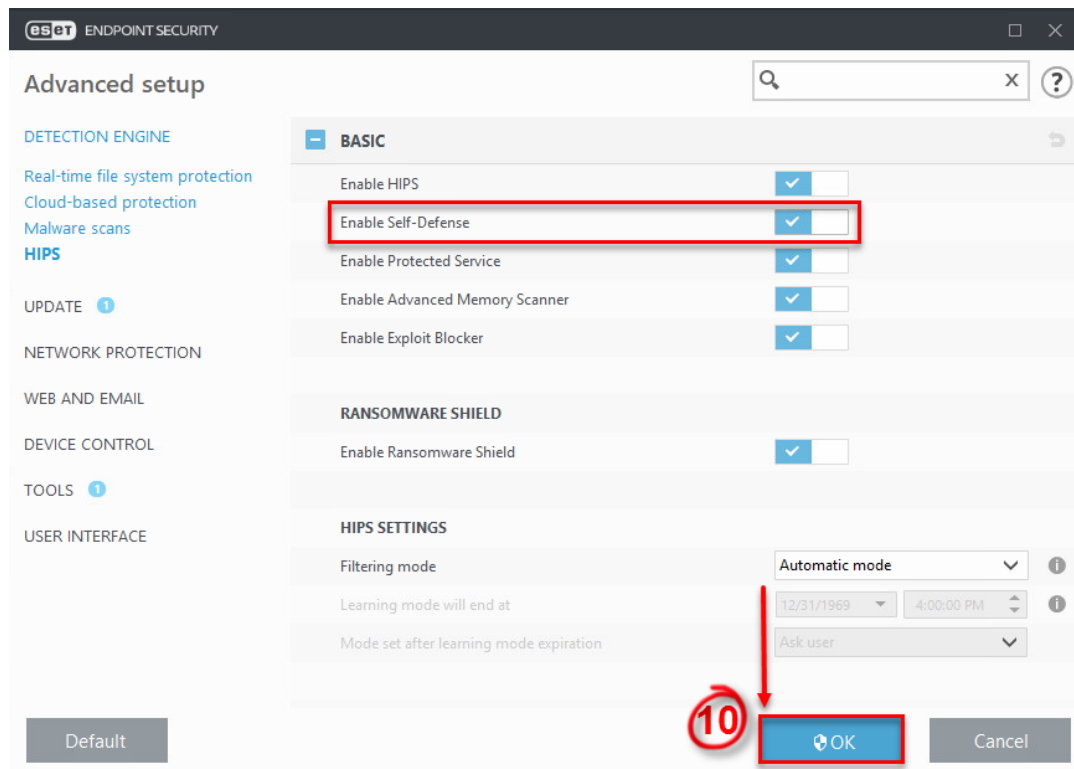 eset ENDPOINT SECURITY
Advanced setup
x
?
DETECTION ENGINE
Real-time file system protection
Cloud-based protection
Malware scans
HIPS
UPDATE 1
NETWORK PROTECTION
WEB AND EMAIL
DEVICE CONTROL
TOOLS 1
USER INTERFACE
BASIC
Enable HIPS
Enable Self-Defense
Enable Protected Service
Enable Advanced Memory Scanner
Enable Exploit Blocker
RANSOMWARE SHIELD
Enable Ransomware Shield
HIPS SETTINGS
Filtering mode Automatic mode i
Learning mode will end at 12/31/1969 4:00:00 PM i
Mode set after learning mode expiration Ask user
10
Default OK Cancel